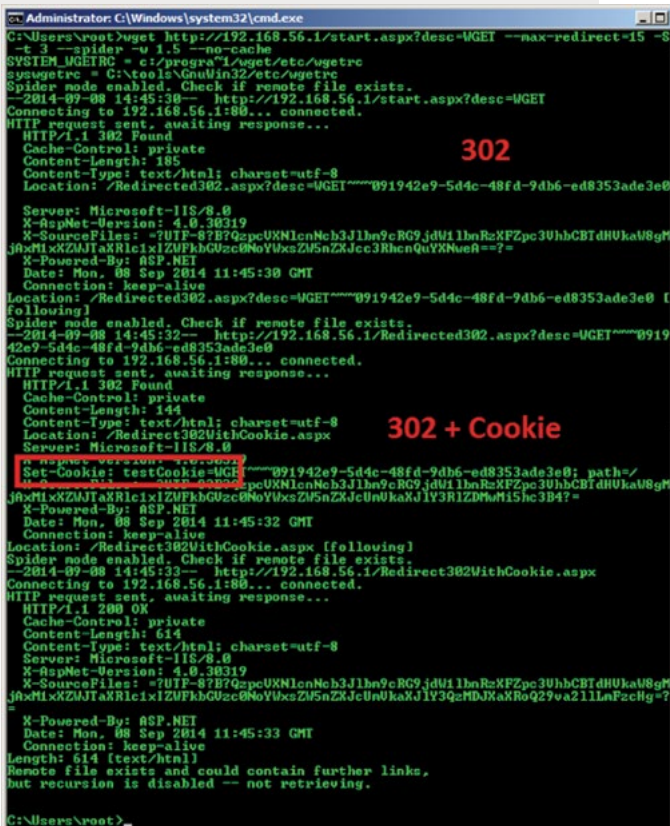 Administrator: C:\Windows\system32\cmd.exe
C:\Users\root>wget http://192.168.56.1/start.aspx?desc=WGET --max-redirect=15 -S
-t 3 --spider -w 1.5 --no-cache
SYSTEM_WGETRC = c:/progra~1/wget/etc/wgetrc
syswgetrc = C:\tools\GnuWin32/etc/wgetrc
Spider mode enabled. Check if remote file exists.
--2014-09-08 14:45:30-- http://192.168.56.1/start.aspx?desc=WGET
Connecting to 192.168.56.1:80... connected.
HTTP request sent, awaiting response...
HTTP/1.1 302 Found
Cache-Control: private
302
Content-Length: 185
Content-Type: text/html; charset=utf-8
Location: /Redirected302.aspx?desc=WGET~~~~091942e9-5d4c-48fd-9db6-ed8353ade3e0
Server: Microsoft-IIS/8.0
X-AspNet-Version: 4.0.30319
X-SourceFiles:
X-Powered-By: ASP.NET
Date: Mon, 08 Sep 2014 11:45:30 GMT
Connection: keep-alive
Location: /Redirected302.aspx?desc=WGET~~~~091942e9-5d4c-48fd-9db6-ed8353ade3e0 [
following]
Spider mode enabled. Check if remote file exists.
--2014-09-08 14:45:32-- http://192.168.56.1/Redirected302.aspx?desc=WGET~~~~0919
42e9-5d4c-48fd-9db6-ed8353ade3e0
Connecting to 192.168.56.1:80... connected.
HTTP request sent, awaiting response...
HTTP/1.1 302 Found
Cache-Control: private
Content-Length: 144
Content-Type: text/html; charset=utf-8
302 + Cookie
Location: /Redirect302WithCookie.aspx
Server: Microsoft-IIS/8.0
X-AspNet-Version: 4.0.30319
Set-Cookie: testCookie=WGET~~~~091942e9-5d4c-48fd-9db6-ed8353ade3e0; path=/
X-Powered-By: ASP.NET
Date: Mon, 08 Sep 2014 11:45:32 GMT
Connection: keep-alive
Location: /Redirect302WithCookie.aspx [following]
Spider mode enabled. Check if remote file exists.
--2014-09-08 14:45:33-- http://192.168.56.1/Redirect302WithCookie.aspx
Connecting to 192.168.56.1:80... connected.
HTTP request sent, awaiting response...
HTTP/1.1 200 OK
Cache-Control: private
Content-Length: 614
Content-Type: text/html; charset=utf-8
Server: Microsoft-IIS/8.0
X-AspNet-Version: 4.0.30319
X-SourceFiles:
X-Powered-By: ASP.NET
Date: Mon, 08 Sep 2014 11:45:33 GMT
Connection: keep-alive
Length: 614 [text/html]
Remote file exists and could contain further links,
but recursion is disabled -- not retrieving.
C:\Users\root>_